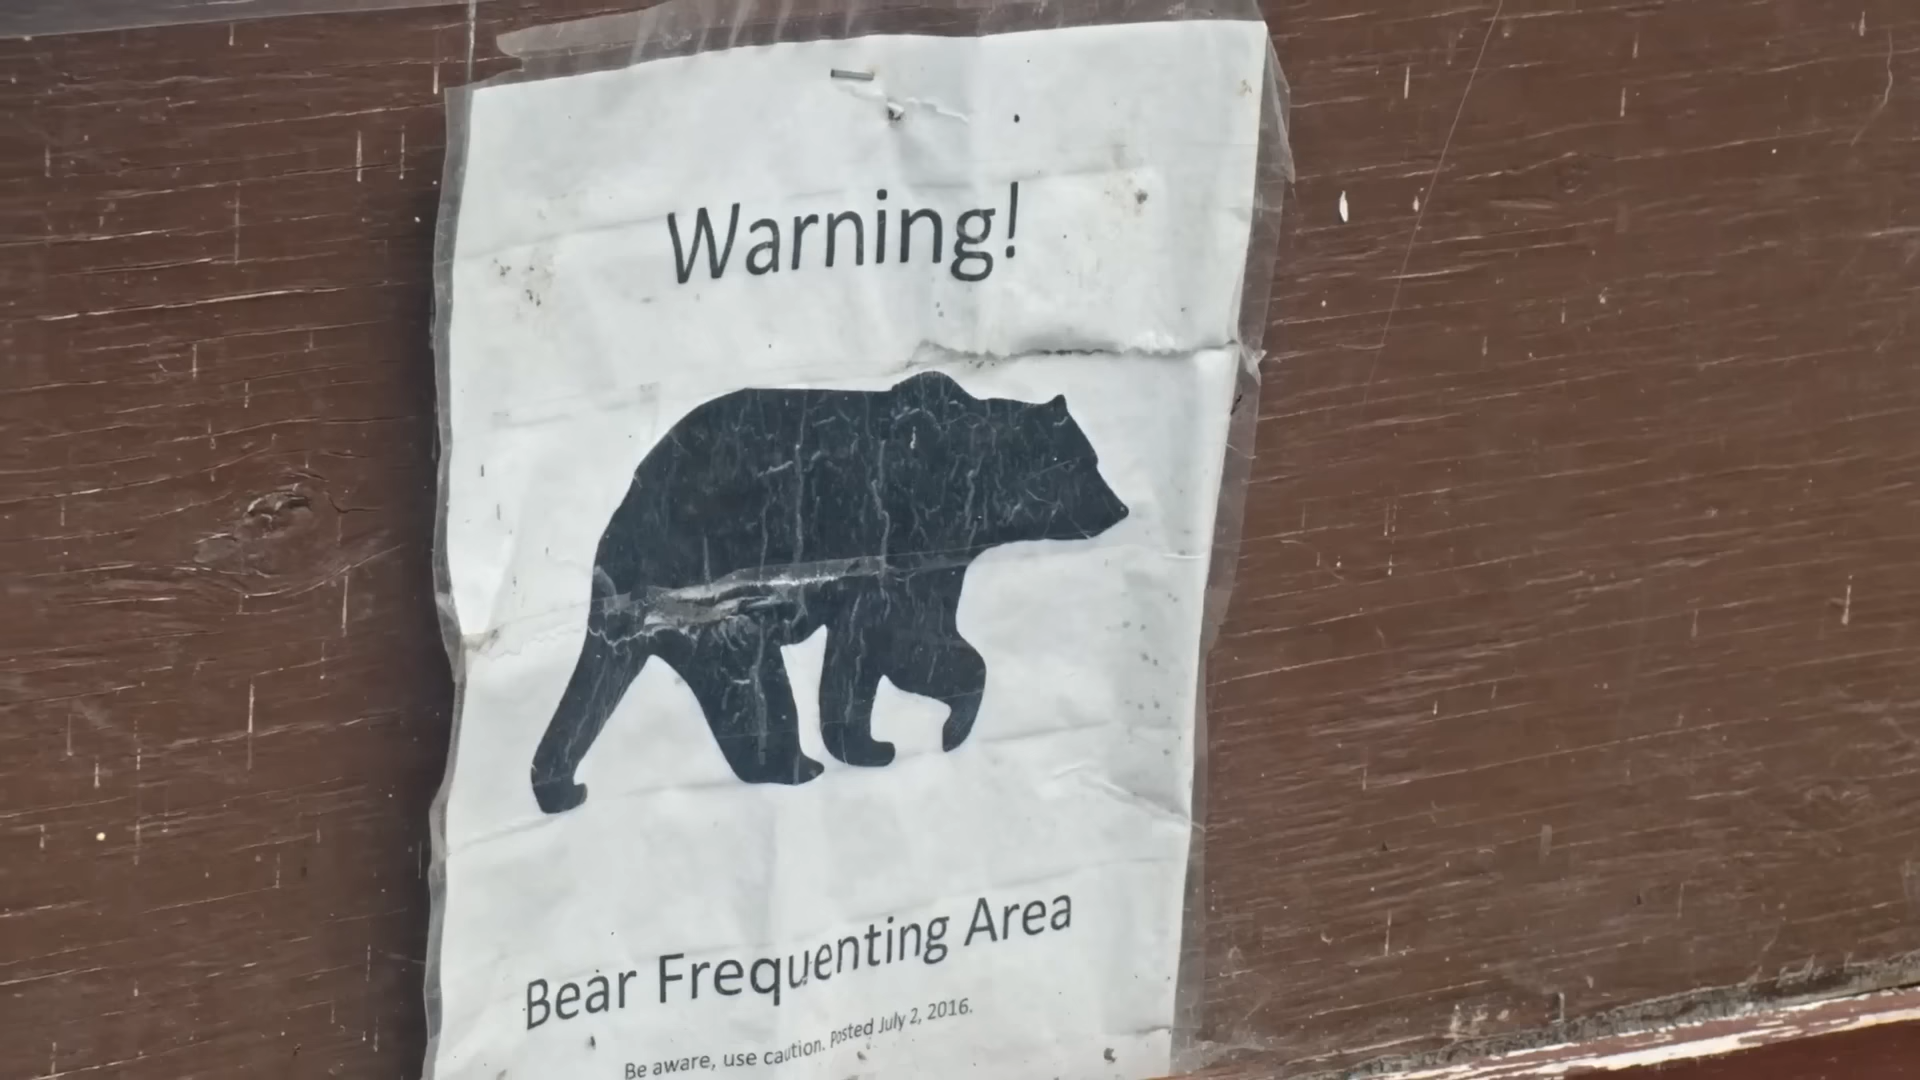 Warning!
Bear Frequenting Area
Be aware, use caution. Posted July 2, 2016.